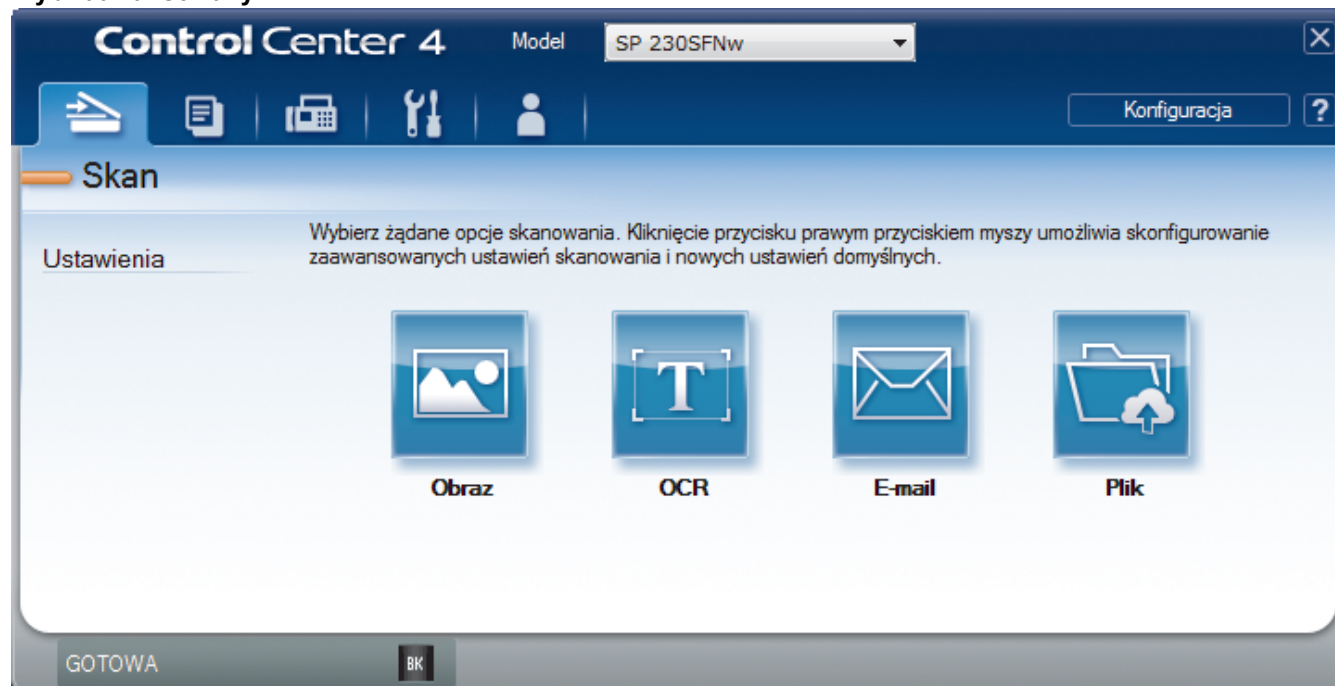 Control Center 4 Model SP 230SFNw
Konfiguracja ?
Skan
Ustawienia
Wybierz żądane opcje skanowania. Kliknięcie przycisku prawym przyciskiem myszy umożliwia skonfigurowanie
zaawansowanych ustawień skanowania i nowych ustawień domyślnych.
T
Obraz OCR E-mail Plik
GOTOWA BK